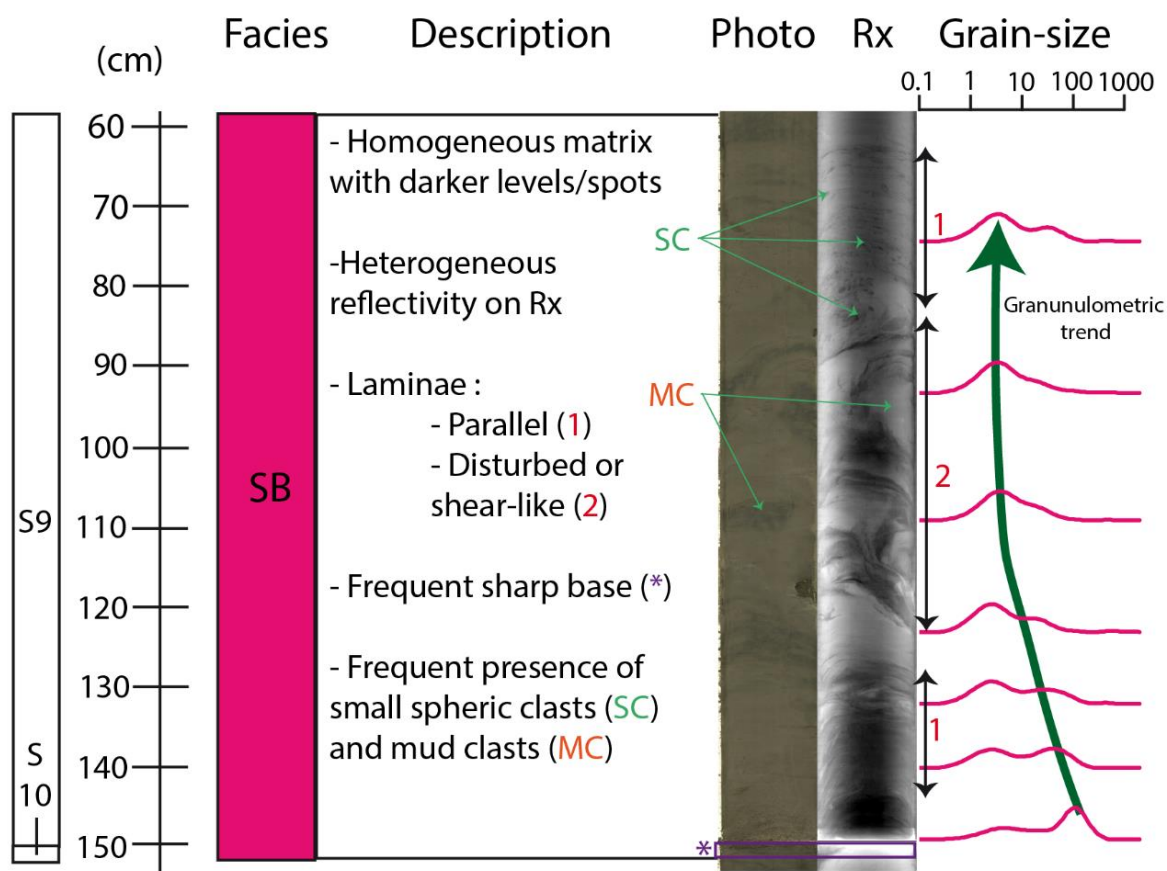 Facies Description Photo Rx Grain-size
(cm)
0.1 1 10 100 1000
60
70
80
90
100
110
120
130
140
150
S9
S
10
SB
- Homogeneous matrix
with darker levels/spots
-Heterogeneous
reflectivity on Rx
- Laminae :
- Parallel (1)
- Disturbed or
shear-like (2)
- Frequent sharp base (*)
- Frequent presence of
small spheric clasts (SC)
and mud clasts (MC)
SC
MC
*
1
2
1
Granunulometric
trend